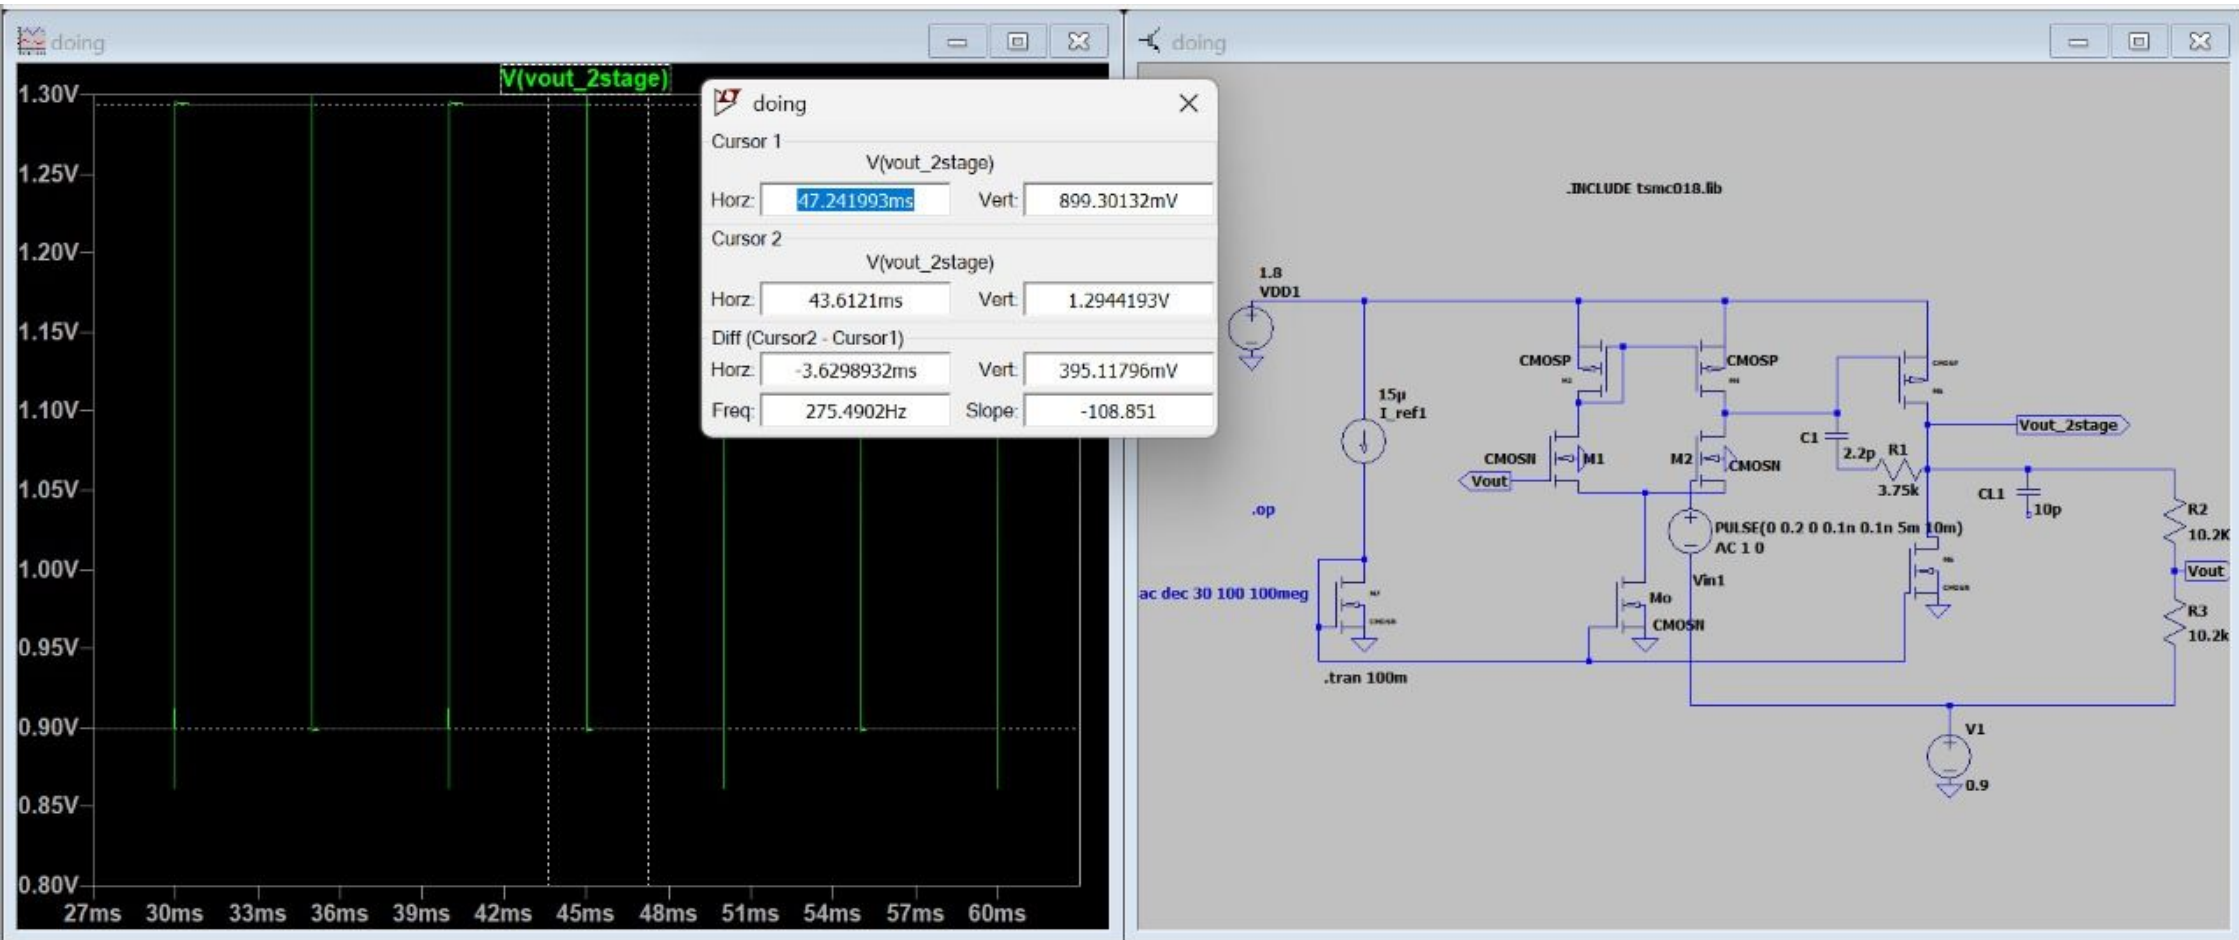 doing
V(vout_2stage)
1.30V
1.25V
1.20V
1.15V
1.10V
1.05V
1.00V
0.95V
0.90V
0.85V
0.80V
27ms 30ms 33ms 36ms 39ms 42ms 45ms 48ms 51ms 54ms 57ms 60ms
doing
Cursor 1
V(vout_2stage)
Horz: 47.241993ms Vert: 899.30132mV
Cursor 2
V(vout_2stage)
Horz: 43.6121ms Vert: 1.2944193V
Diff (Cursor2 - Cursor1)
Horz: -3.6298932ms Vert: 395.11796mV
Freq: 275.4902Hz Slope: -108.851
doing
.INCLUDE tsmc018.lib
1.8
VDD1
CMOSP
CMOSP
15µ
I_ref1
Vout_2stage
C1
2.2p
R1
3.75k
CMOSN
M1
M2
CMOSN
Vout
CL1
10p
R2
10.2K
.op
PULSE(0 0.2 0 0.1n 0.1n 5m 10m)
AC 1 0
Vout
Vin1
ac dec 30 100 100meg
Mo
CMOSN
R3
10.2k
.tran 100m
V1
0.9